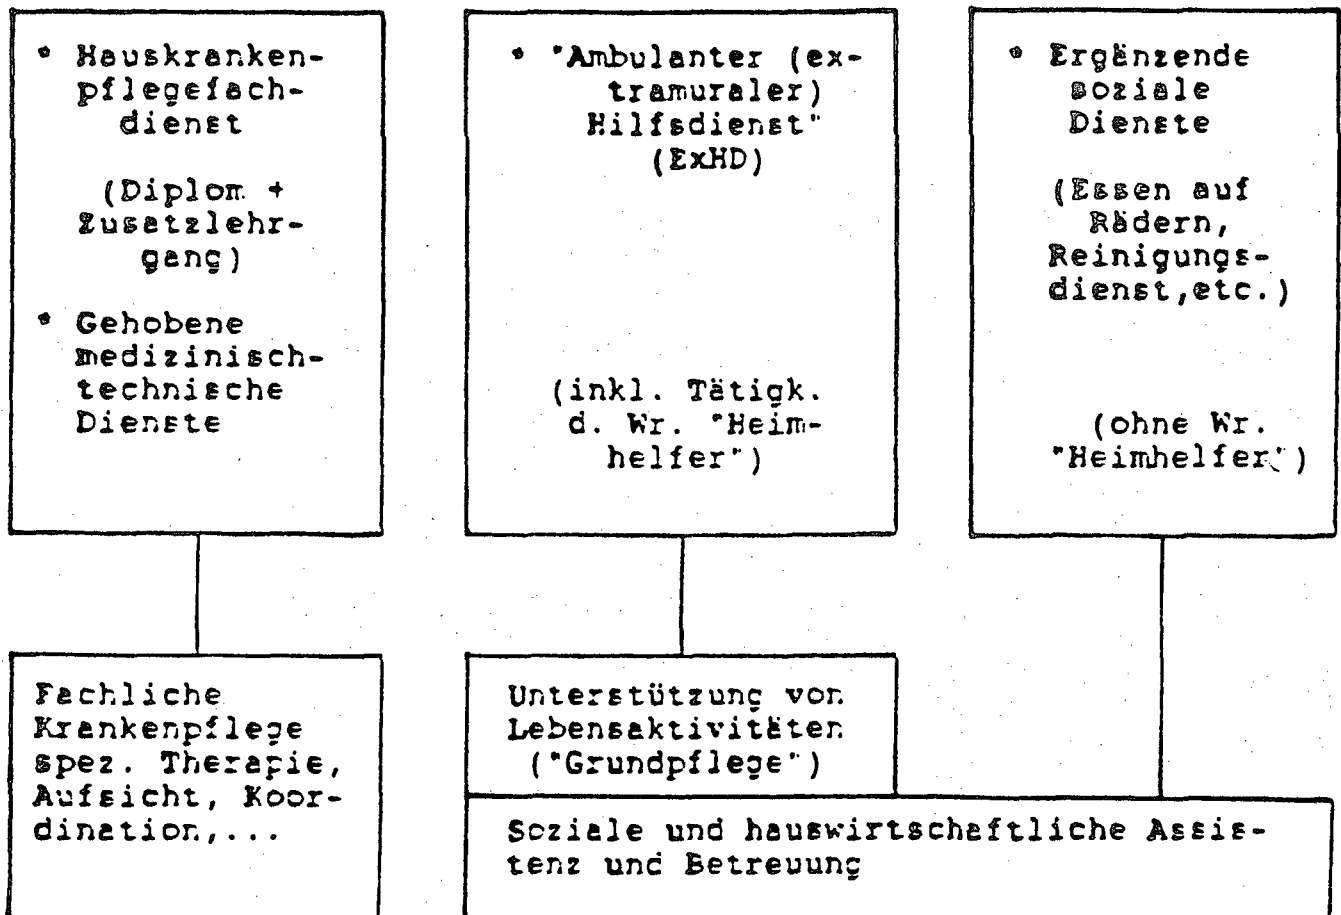 • Hauskranken-
pflegefach-
dienst
(Diplom +
Zusatzlehr-
gang)
• Gehobene
medizinisch-
technische
Dienste
• "Ambulanter (ex-
tramuraler)
Hilfsdienst"
(ExHD)
(inkl. Tätigk.
d. Wr. "Heim-
helfer")
• Ergänzende
soziale
Dienste
(Essen auf
Rädern,
Reinigungs-
dienst,etc.)
(ohne Wr.
"Heimhelfer")
Fachliche
Krankenpflege
spez. Therapie,
Aufsicht, Koor-
dination,...
Unterstützung von
Lebensaktivitäten
("Grundpflege")
Soziale und hauswirtschaftliche Assis-
tenz und Betreuung